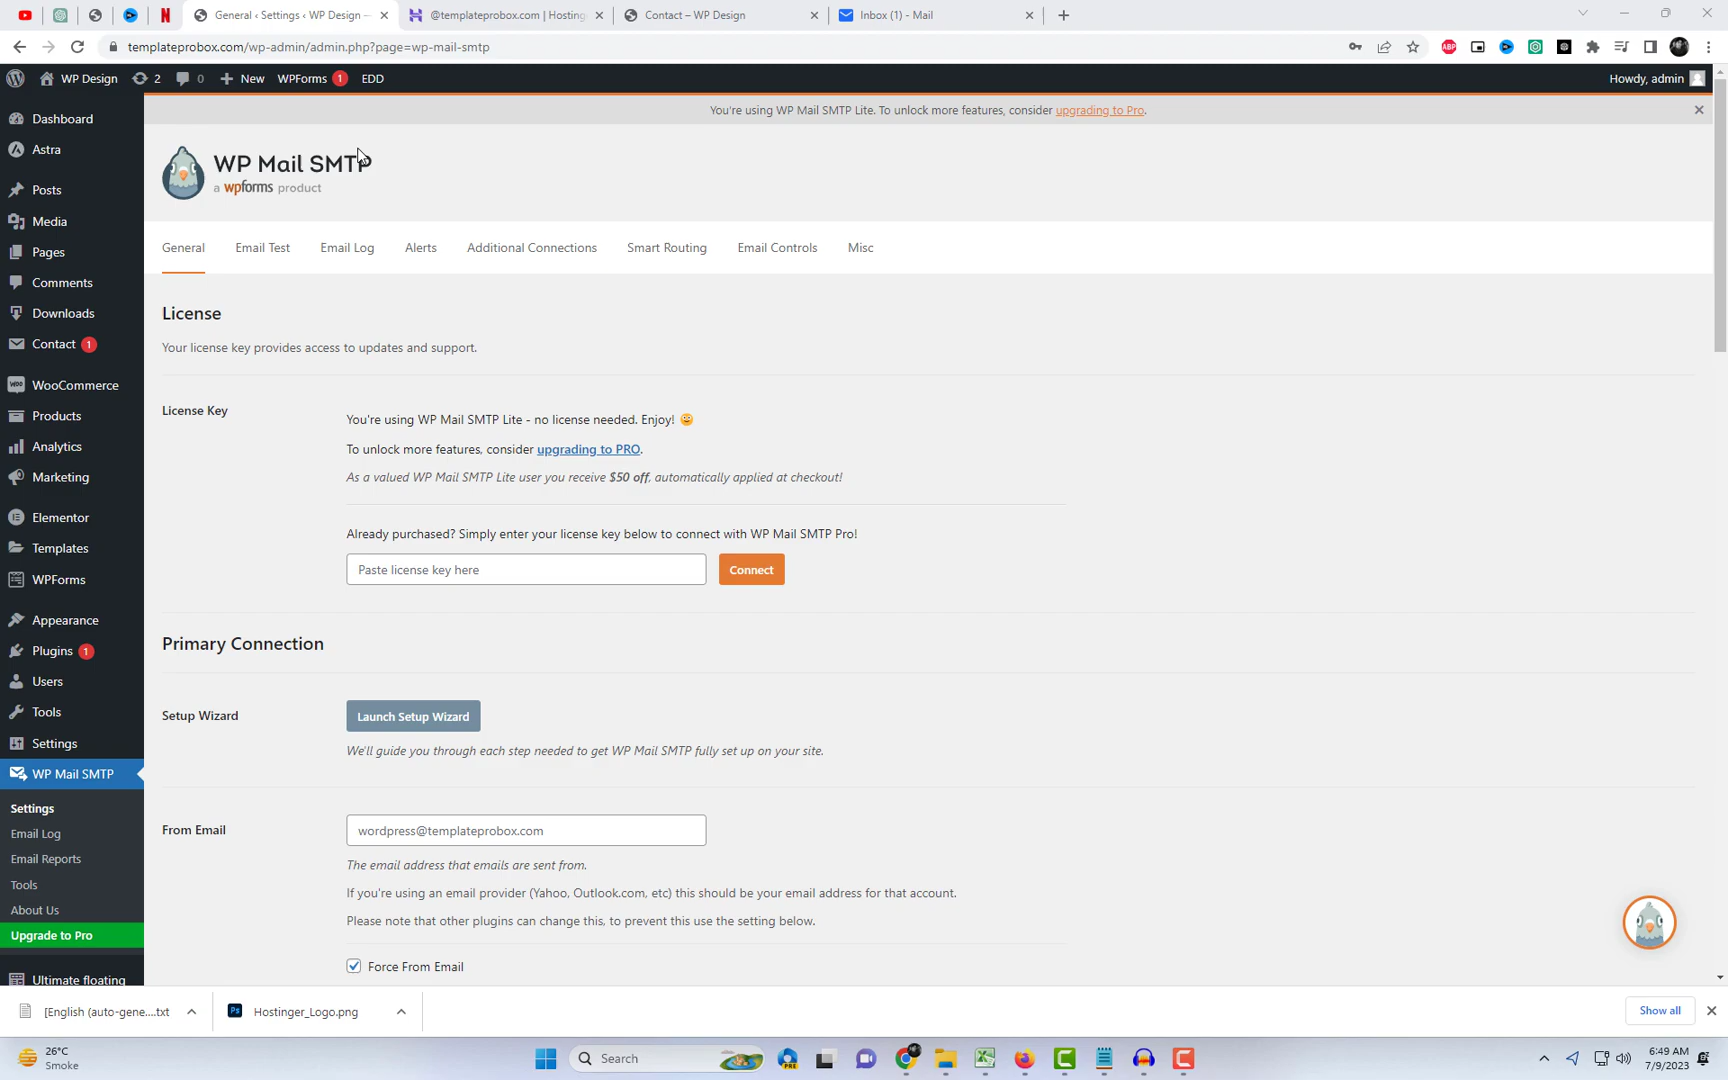 General ‹ Settings ‹ WP Design —
@templateprobox.com | Hosting
Contact – WP Design
Inbox (1) - Mail
templateprobox.com/wp-admin/admin.php?page=wp-mail-smtp
WP Design
2
0
New
WPForms 1
EDD
Howdy, admin
You're using WP Mail SMTP Lite. To unlock more features, consider upgrading to Pro.
Dashboard
Astra
Posts
Media
Pages
Comments
Downloads
Contact 1
WooCommerce
Products
Analytics
Marketing
Elementor
Templates
WPForms
Appearance
Plugins 1
Users
Tools
Settings
WP Mail SMTP
Settings
Email Log
Email Reports
Tools
About Us
Upgrade to Pro
Ultimate floating
WP Mail SMTP
a wpforms product
General
Email Test
Email Log
Alerts
Additional Connections
Smart Routing
Email Controls
Misc
License
Your license key provides access to updates and support.
License Key
You're using WP Mail SMTP Lite - no license needed. Enjoy! 🙂
To unlock more features, consider upgrading to PRO.
As a valued WP Mail SMTP Lite user you receive $50 off, automatically applied at checkout!
Already purchased? Simply enter your license key below to connect with WP Mail SMTP Pro!
Paste license key here
Connect
Primary Connection
Setup Wizard
Launch Setup Wizard
We'll guide you through each step needed to get WP Mail SMTP fully set up on your site.
From Email
wordpress@templateprobox.com
The email address that emails are sent from.
If you're using an email provider (Yahoo, Outlook.com, etc) this should be your email address for that account.
Please note that other plugins can change this, to prevent this use the setting below.
Force From Email
[English (auto-gene....txt
Hostinger_Logo.png
Show all
26°C
Smoke
Search
6:49 AM
7/9/2023